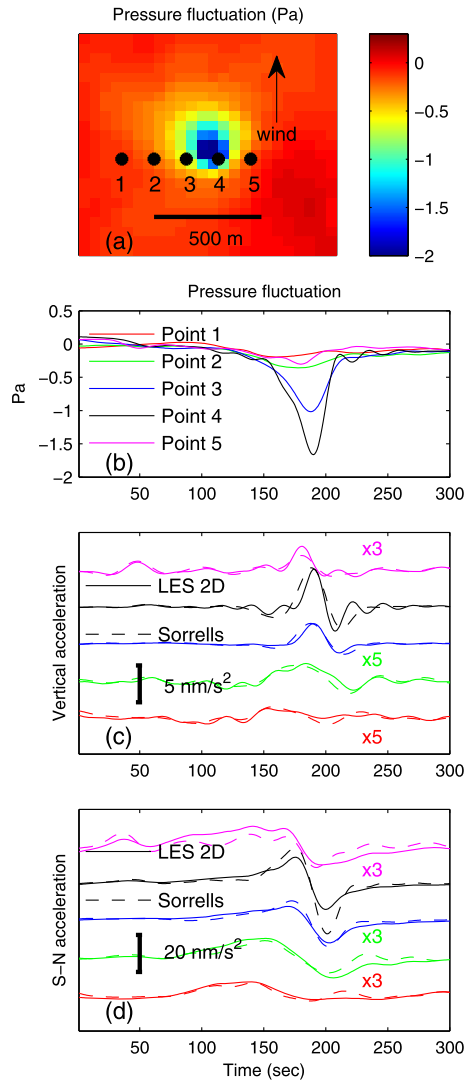 Pressure fluctuation (Pa)
wind
1 2 3 4 5
500 m
(a)
0
−0.5
−1
−1.5
−2
Pressure fluctuation
0.5
0
−0.5
−1
−1.5
−2
Pa
Point 1
Point 2
Point 3
Point 4
Point 5
(b)
50 100 150 200 250 300
Vertical acceleration
x3
LES 2D
Sorrells
x5
5 nm/s²
x5
(c)
50 100 150 200 250 300
S−N acceleration
LES 2D
x3
Sorrells
x3
20 nm/s²
x3
(d)
50 100 150 200 250 300
Time (sec)